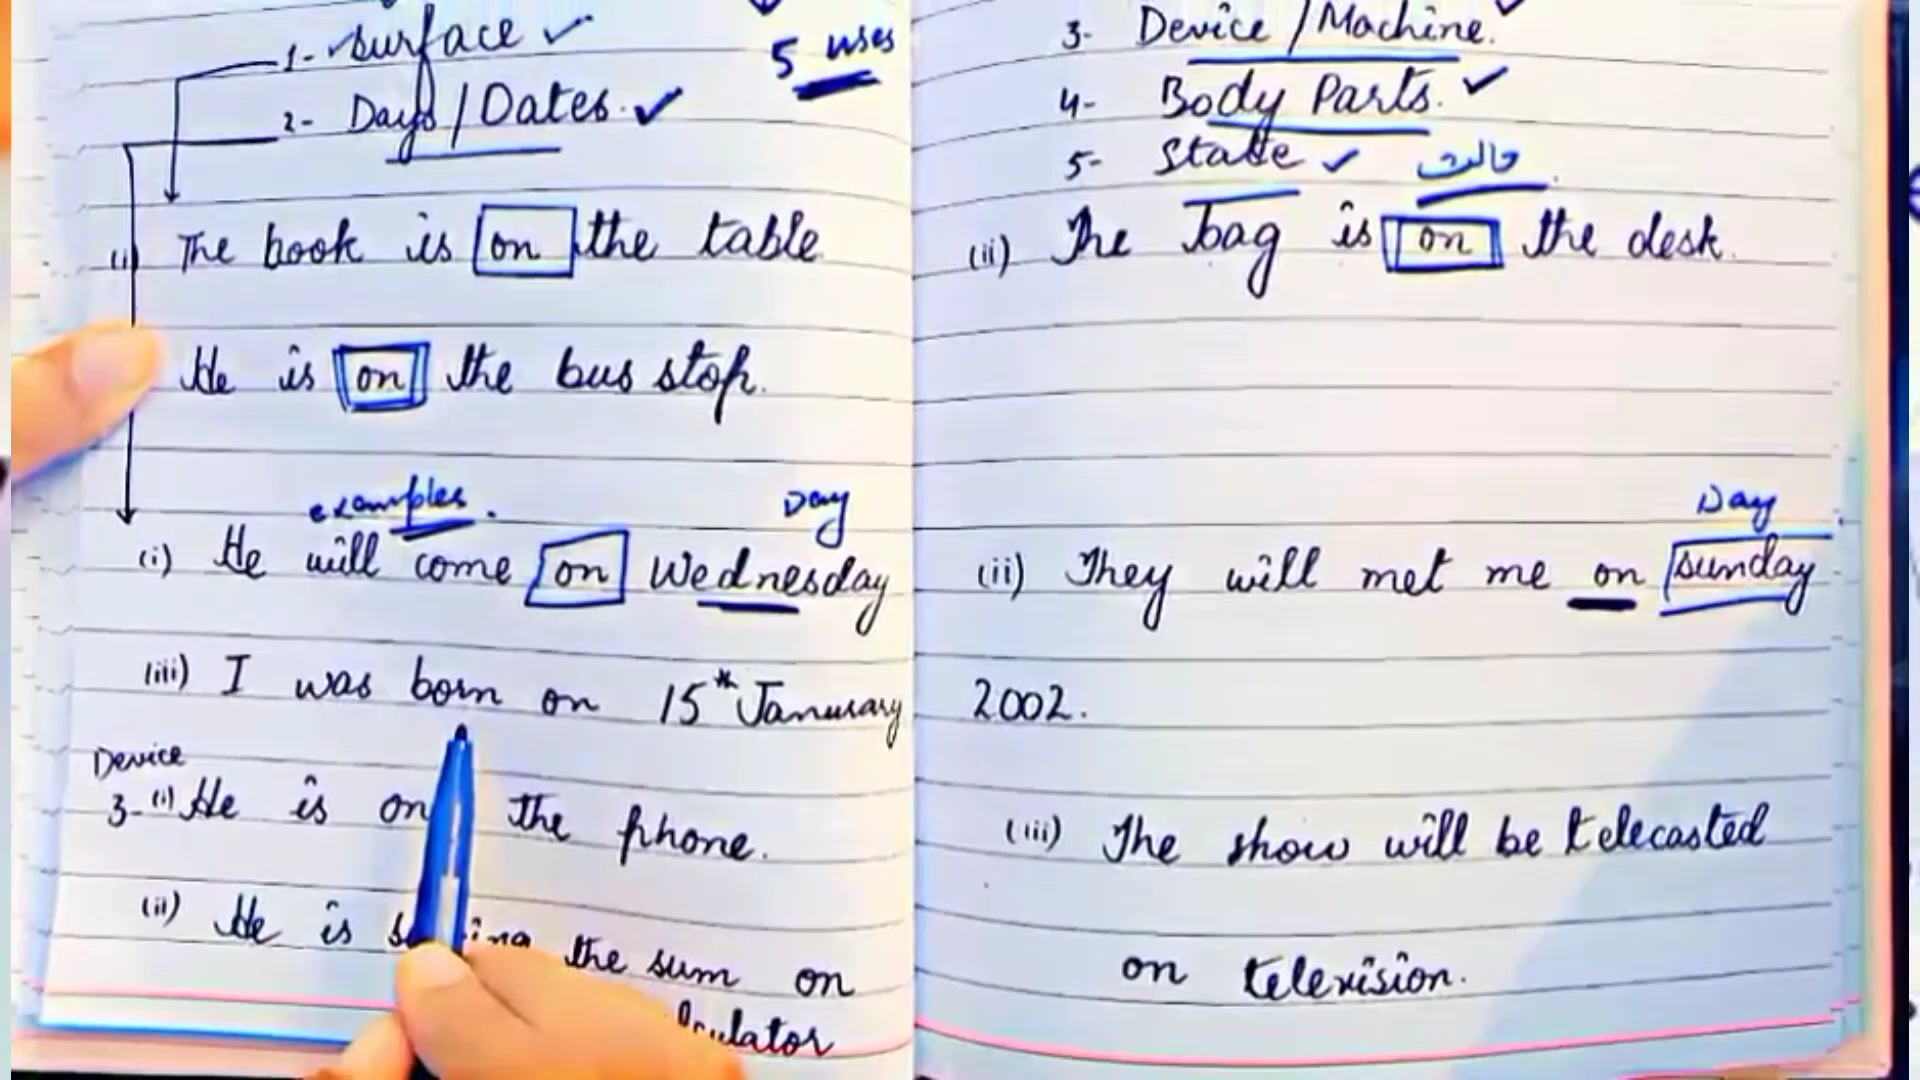 1- Surface
5 uses
2- Days/Dates.
(i) The book is on the table
He is on the bus stop.
examples.
Day
(i) He will come on Wednesday
(iii) I was born on 15th Janurary
Device
3- (i) He is on the phone.
(ii) He is the sum on
3- Device/Machine.
4- Body Parts.
5- State حالت
(ii) The bag is on the desk.
Day
(ii) They will met me on sunday
2002.
(iii) The show will be telecasted
on television.